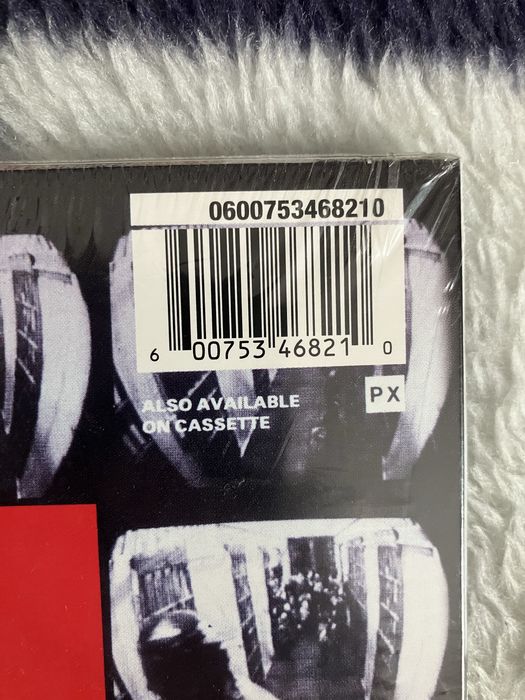 0600753468210
6 00753 46821 0
ALSO AVAILABLE
ON CASSETTE
PX